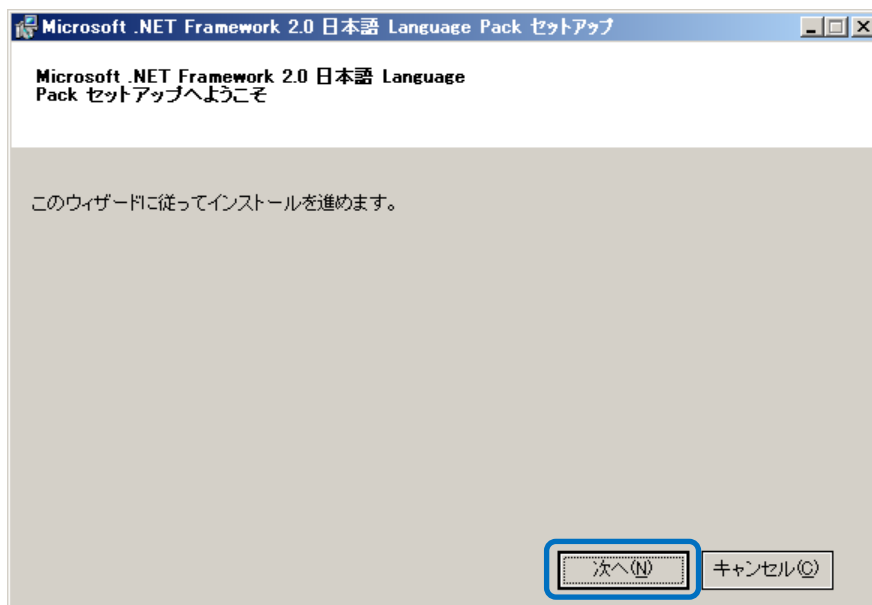 Microsoft .NET Framework 2.0 日本語 Language Pack セットアップ
Microsoft .NET Framework 2.0 日本語 Language
Pack セットアップへようこそ
このウィザードに従ってインストールを進めます。
次へ(N)
キャンセル(C)